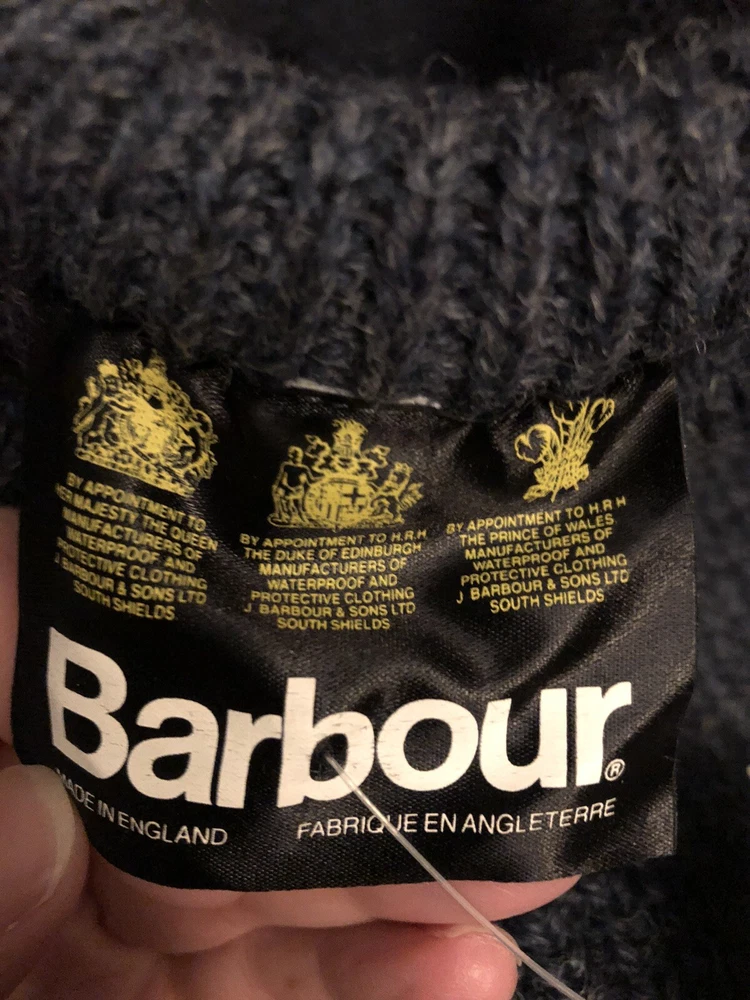 BY APPOINTMENT TO
HER MAJESTY THE QUEEN
MANUFACTURERS OF
WATERPROOF AND
PROTECTIVE CLOTHING
J BARBOUR & SONS LTD
SOUTH SHIELDS
BY APPOINTMENT TO H.R.H
THE DUKE OF EDINBURGH
MANUFACTURERS OF
WATERPROOF AND
PROTECTIVE CLOTHING
J BARBOUR & SONS LTD
SOUTH SHIELDS
BY APPOINTMENT TO H.R.H
THE PRINCE OF WALES
MANUFACTURERS OF
WATERPROOF AND
PROTECTIVE CLOTHING
J BARBOUR & SONS LTD
SOUTH SHIELDS
Barbour®
MADE IN ENGLAND
FABRIQUE EN ANGLETERRE